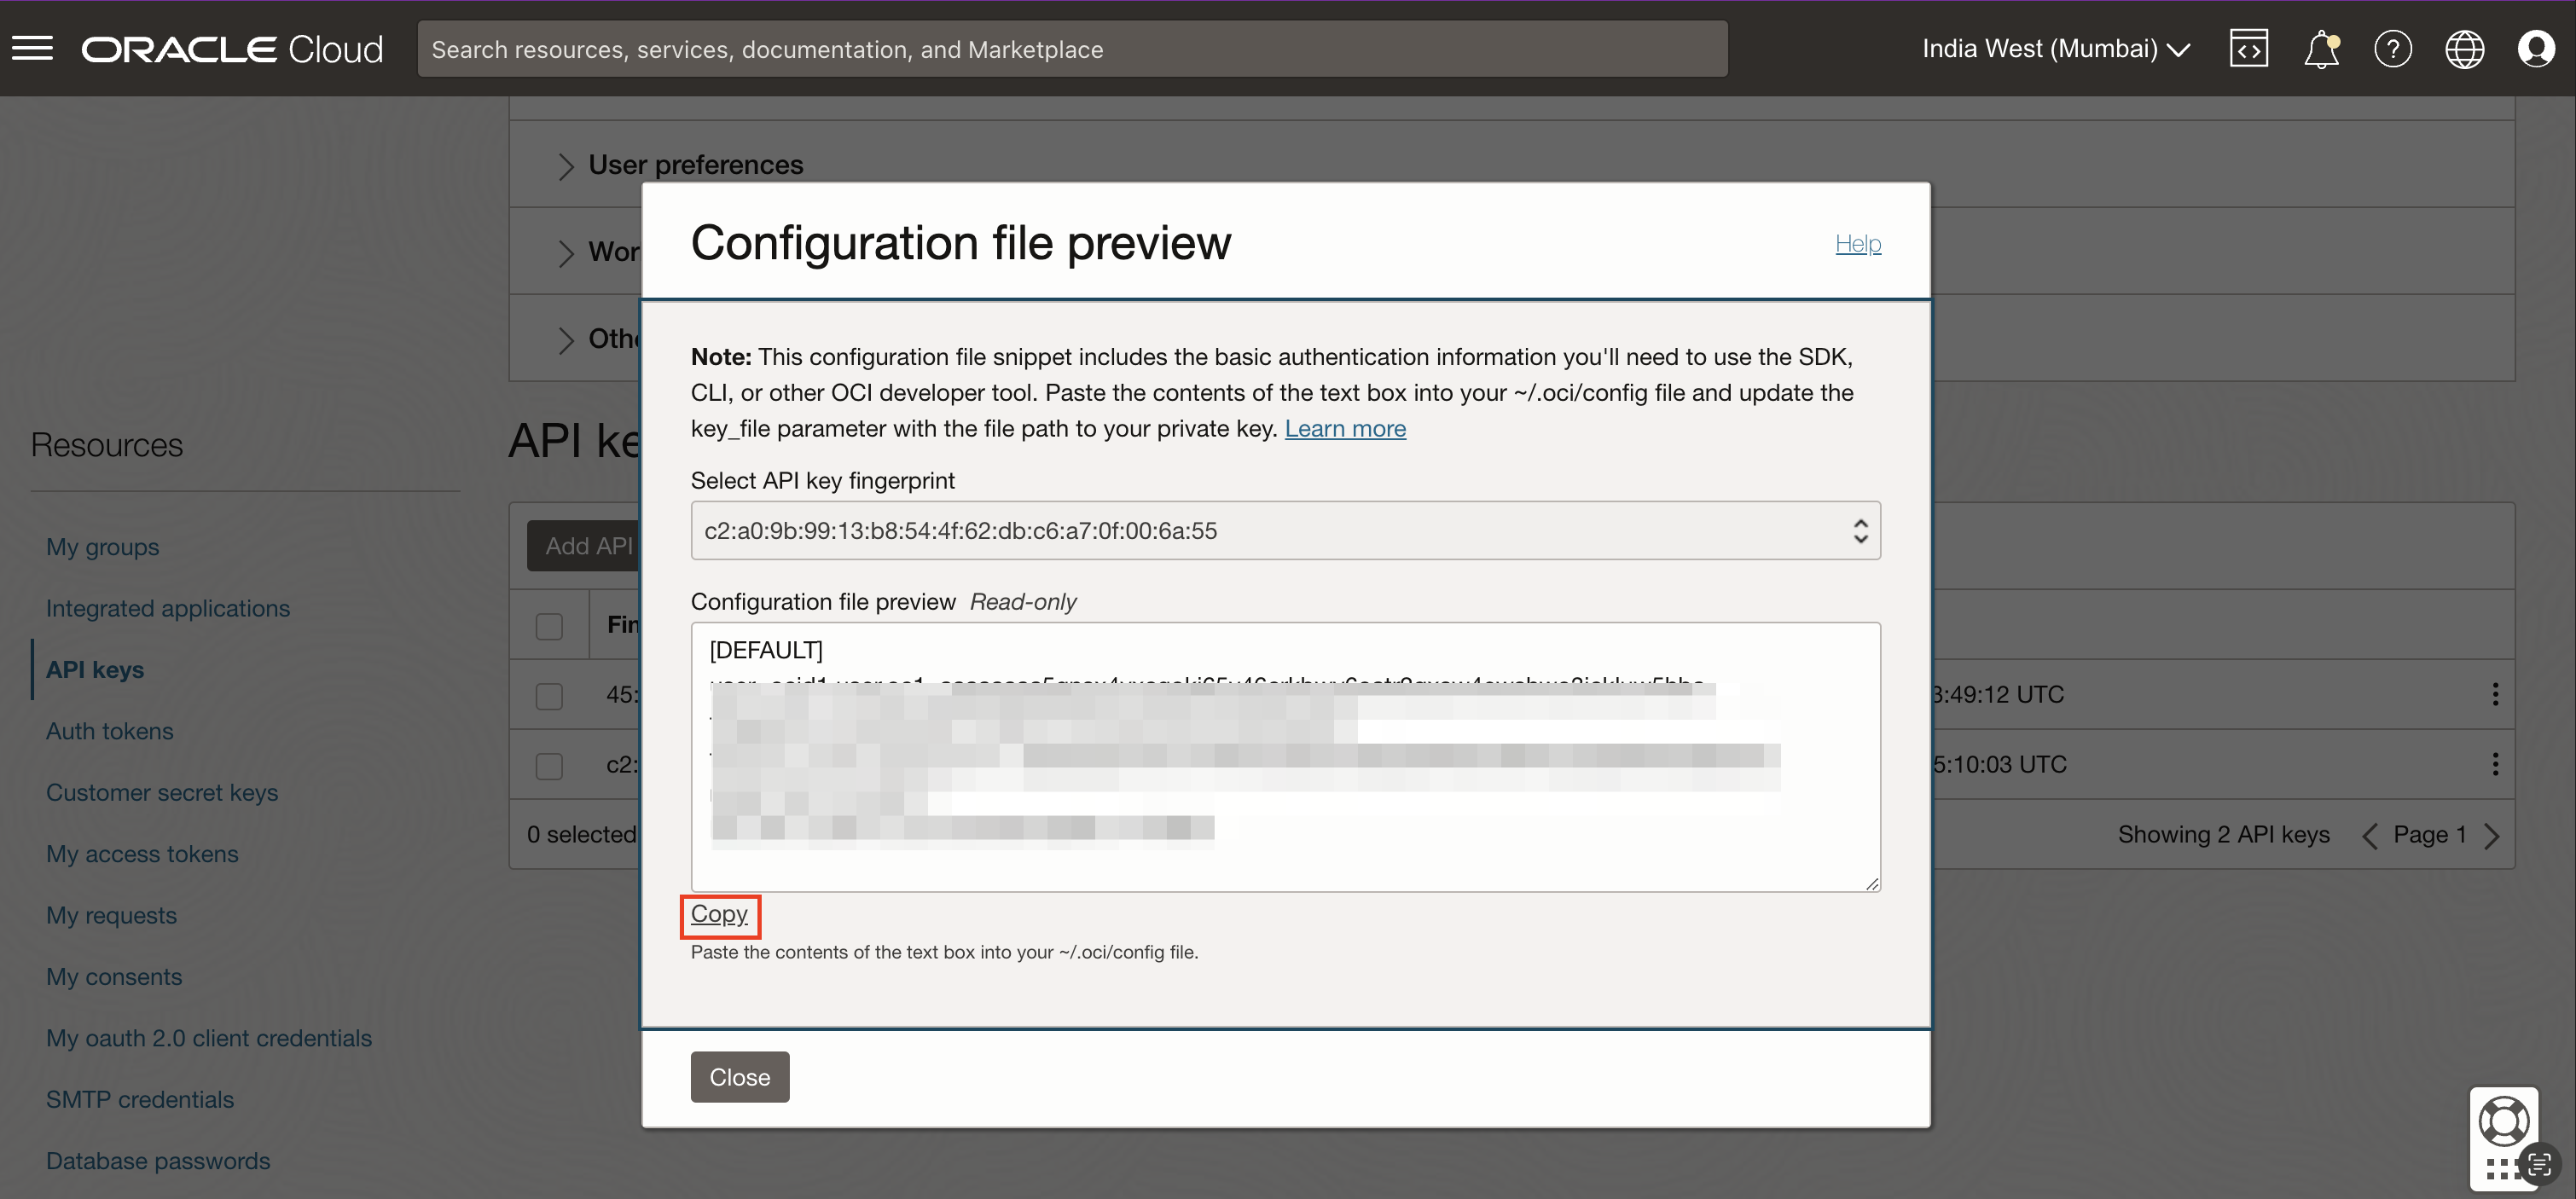 ORACLE Cloud
Search resources, services, documentation, and Marketplace
India West (Mumbai)
User preferences
Wor
Othe
Configuration file preview
Help
Note: This configuration file snippet includes the basic authentication information you'll need to use the SDK,
CLI, or other OCI developer tool. Paste the contents of the text box into your ~/.oci/config file and update the
key_file parameter with the file path to your private key. Learn more
Select API key fingerprint
c2:a0:9b:99:13:b8:54:4f:62:db:c6:a7:0f:00:6a:55
Configuration file preview Read-only
[DEFAULT]
Copy
Paste the contents of the text box into your ~/.oci/config file.
Close
Resources
My groups
Integrated applications
API keys
Auth tokens
Customer secret keys
My access tokens
My requests
My consents
My oauth 2.0 client credentials
SMTP credentials
Database passwords
API ke
Add API
Fin
45:
3:49:12 UTC
c2:
5:10:03 UTC
0 selected
Showing 2 API keys
Page 1